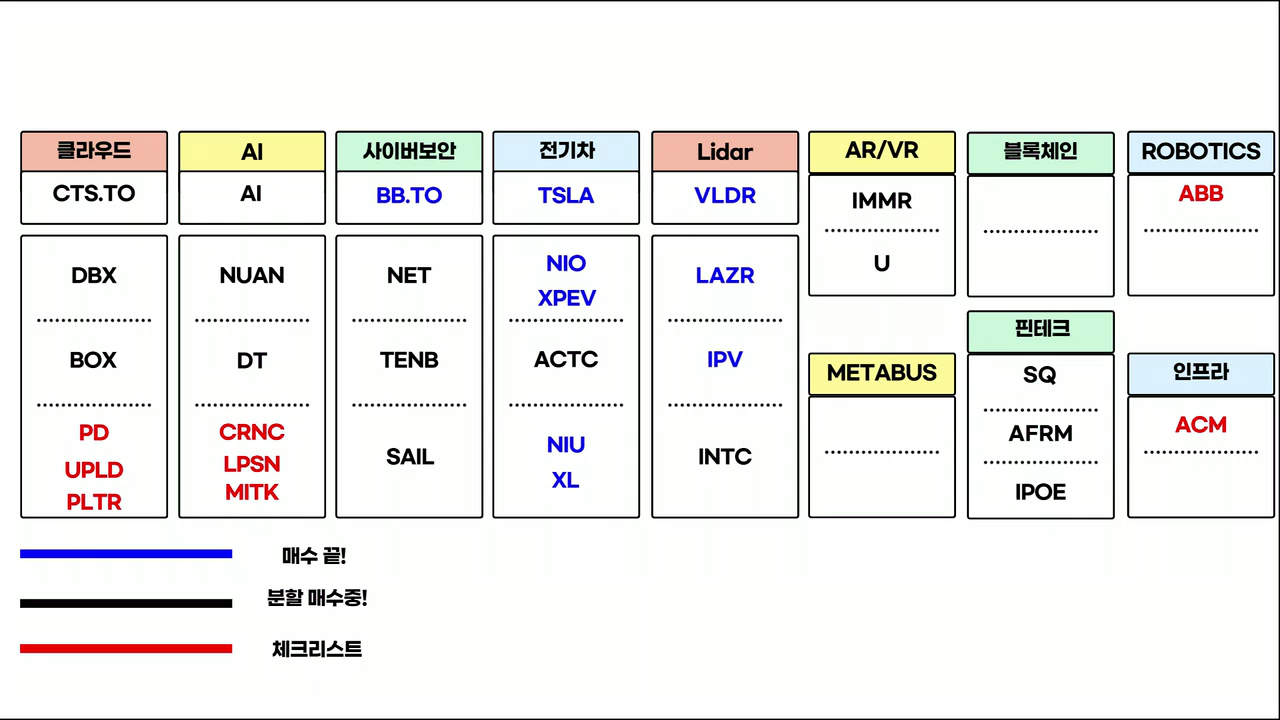 클라우드
CTS.TO
DBX
BOX
PD
UPLD
PLTR
AI
AI
NUAN
DT
CRNC
LPSN
MITK
사이버보안
BB.TO
NET
TENB
SAIL
전기차
TSLA
NIO
XPEV
ACTC
NIU
XL
Lidar
VLDR
LAZR
IPV
INTC
AR/VR
IMMR
U
METABUS
블록체인
핀테크
SQ
AFRM
IPOE
ROBOTICS
ABB
인프라
ACM
매수 끝!
분할 매수중!
체크리스트